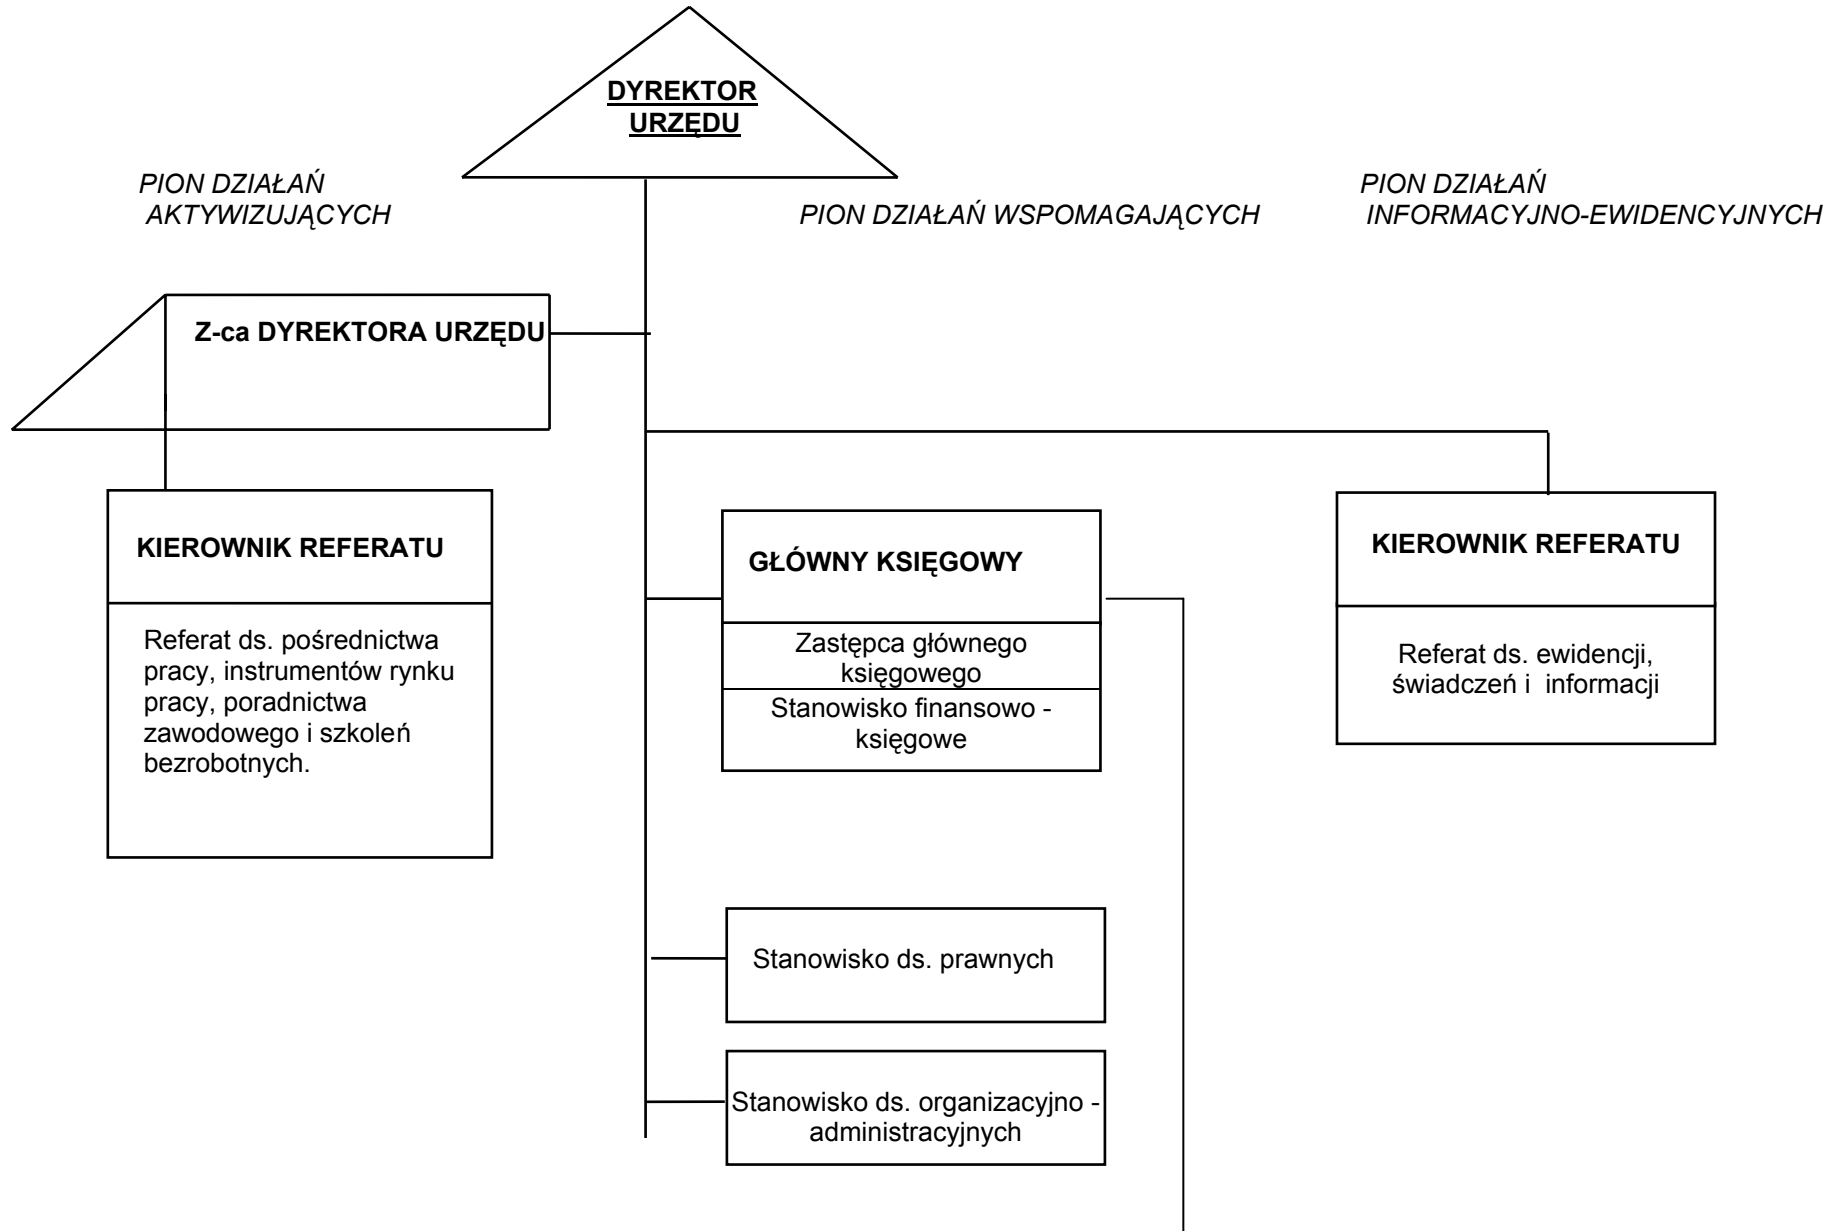 DYREKTOR
URZĘDU
PION DZIAŁAŃ
AKTYWIZUJĄCYCH
PION DZIAŁAŃ WSPOMAGAJĄCYCH
PION DZIAŁAŃ
INFORMACYJNO-EWIDENCYJNYCH
Z-ca DYREKTORA URZĘDU
KIEROWNIK REFERATU
Referat ds. pośrednictwa
pracy, instrumentów rynku
pracy, poradnictwa
zawodowego i szkoleń
bezrobotnych.
GŁÓWNY KSIĘGOWY
Zastępca głównego
księgowego
Stanowisko finansowo -
księgowe
KIEROWNIK REFERATU
Referat ds. ewidencji,
świadczeń i informacji
Stanowisko ds. prawnych
Stanowisko ds. organizacyjno -
administracyjnych